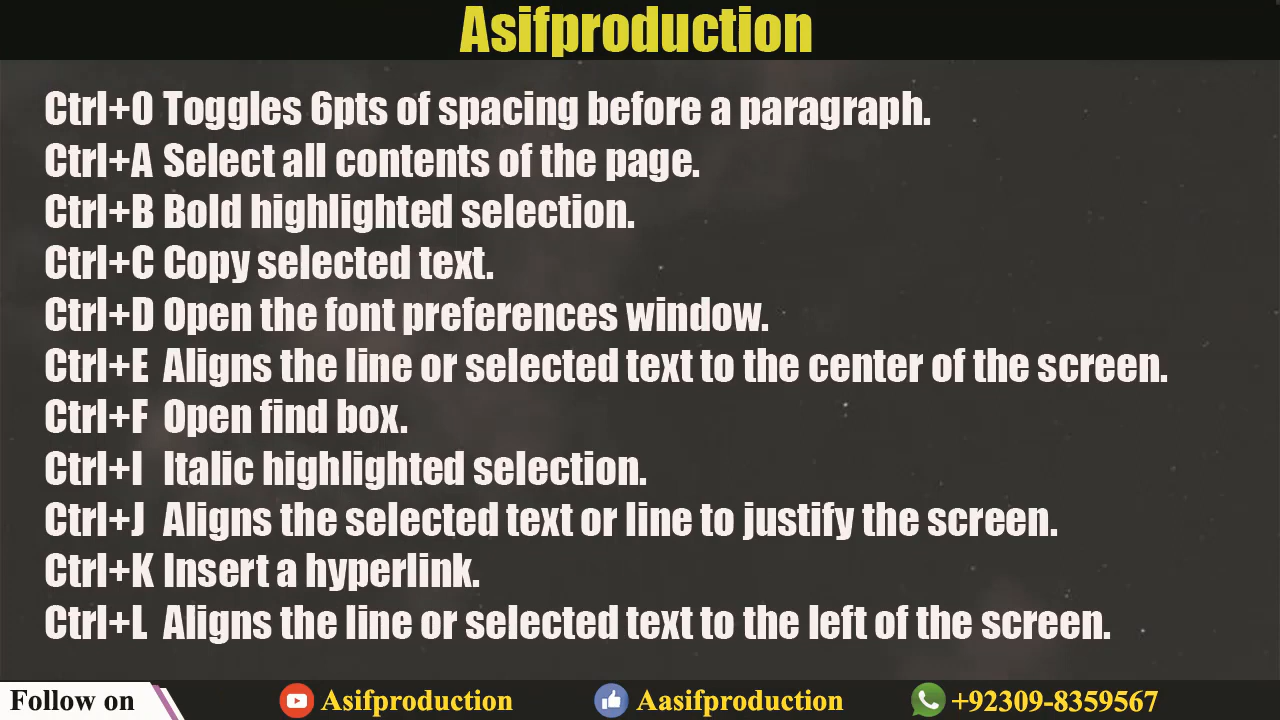 Asifproduction
Ctrl+0 Toggles 6pts of spacing before a paragraph.
Ctrl+A Select all contents of the page.
Ctrl+B Bold highlighted selection.
Ctrl+C Copy selected text.
Ctrl+D Open the font preferences window.
Ctrl+E Aligns the line or selected text to the center of the screen.
Ctrl+F Open find box.
Ctrl+I Italic highlighted selection.
Ctrl+J Aligns the selected text or line to justify the screen.
Ctrl+K Insert a hyperlink.
Ctrl+L Aligns the line or selected text to the left of the screen.
Follow on Asifproduction Aasifproduction +92309-8359567